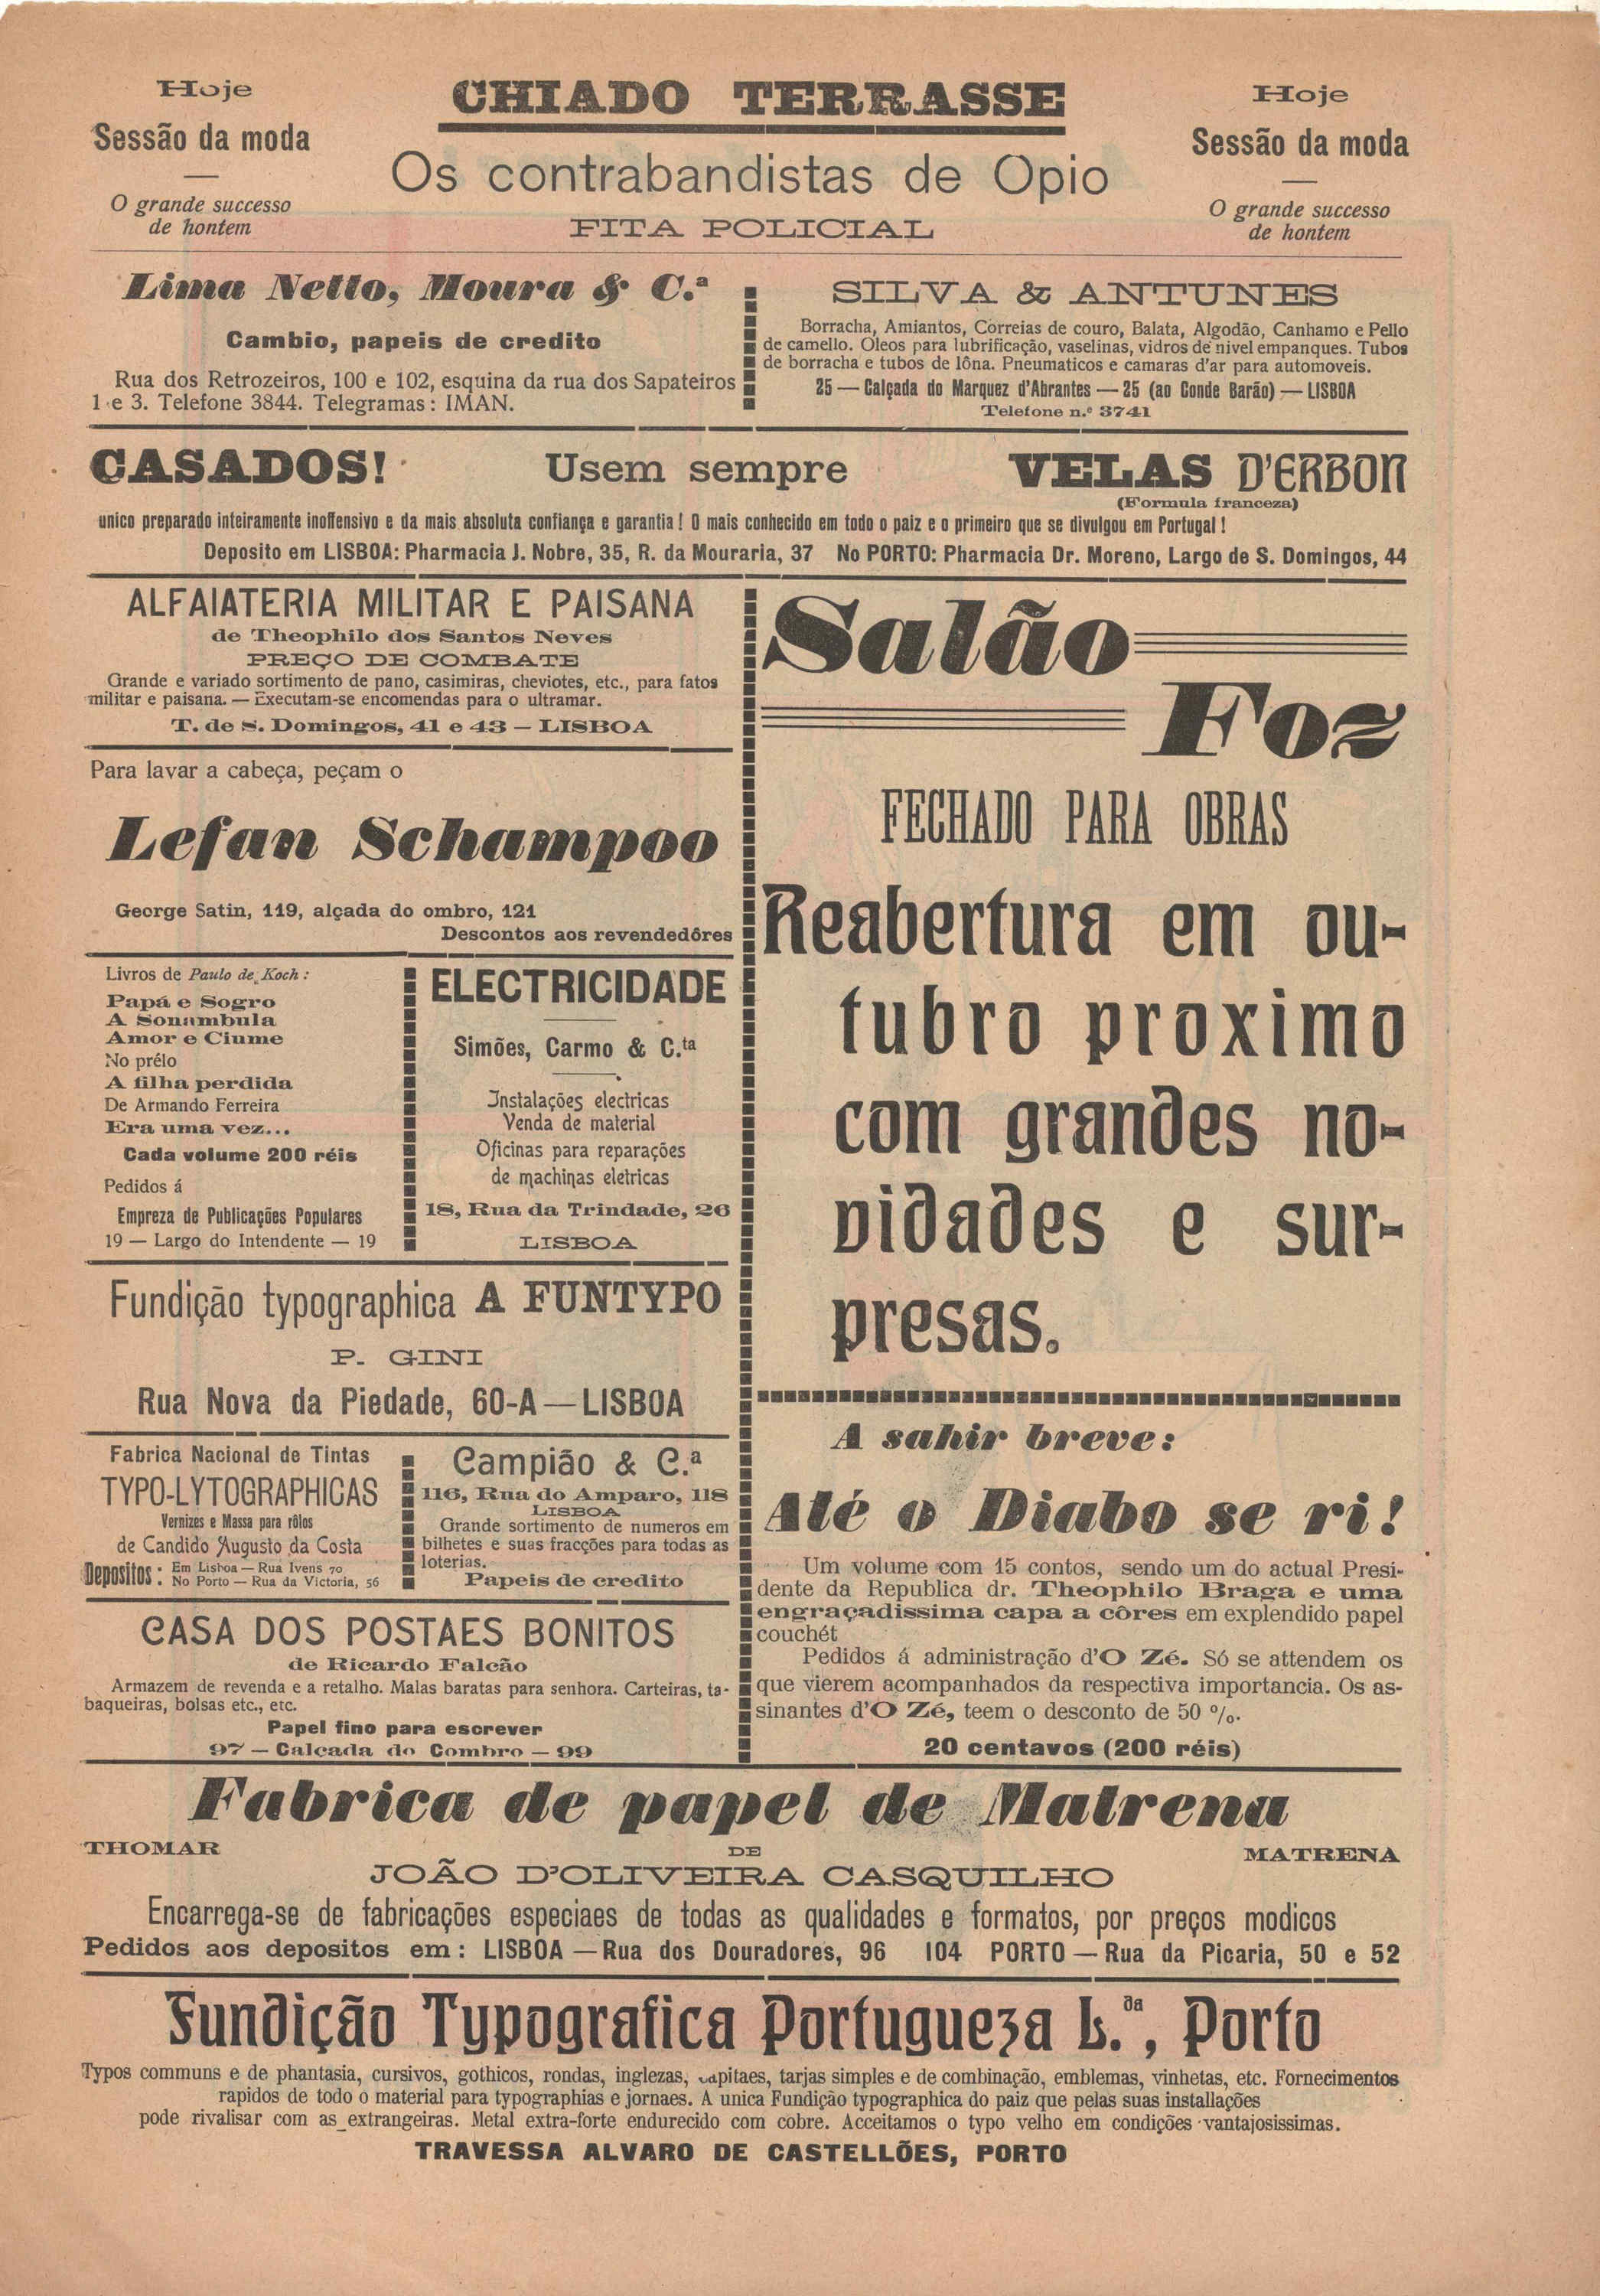 Hoje
Sessão da moda
O grande successo
de hontem
CHIADO TERRASSE
Os contrabandistas de Opio
FITA POLICIAL
Hoje
Sessão da moda
O grande successo
de hontem
Lima Netto, Moura & C.ª
Cambio, papeis de credito
Rua dos Retrozeiros, 100 e 102, esquina da rua dos Sapateiros
1 e 3. Telefone 3844. Telegramas: IMAN.
SILVA & ANTUNES
Borracha, Amiantos, Correias de couro, Balata, Algodão, Canhamo e Pello
de camello. Oleos para lubrificação, vaselinas, vidros de nivel empanques. Tubos
de borracha e tubos de lôna. Pneumaticos e camaras d'ar para automoveis.
25 — Calçada do Marquez d'Abrantes — 25 (ao Conde Barão) — LISBOA
Telefone n.º 3741
CASADOS! Usem sempre VELAS D'ERBON
(Formula franceza)
unico preparado inteiramente inoffensivo e da mais absoluta confiança e garantia! O mais conhecido em todo o paiz e o primeiro que se divulgou em Portugal!
Deposito em LISBOA: Pharmacia J. Nobre, 35, R. da Mouraria, 37 No PORTO: Pharmacia Dr. Moreno, Largo de S. Domingos, 44
ALFAIATERIA MILITAR E PAISANA
de Theophilo dos Santos Neves
PREÇO DE COMBATE
Grande e variado sortimento de pano, casimiras, cheviotes, etc., para fatos
militar e paisana. — Executam-se encomendas para o ultramar.
T. de S. Domingos, 41 e 43 — LISBOA
Para lavar a cabeça, peçam o
Lefan Schampoo
George Satin, 119, alçada do ombro, 121
Descontos aos revendedôres
Livros de Paulo de Koch:
Papá e Sogro
A Sonambula
Amor e Ciume
No prélo
A filha perdida
De Armando Ferreira
Era uma vez...
Cada volume 200 réis
Pedidos á
Empreza de Publicações Populares
19 — Largo do Intendente — 19
ELECTRICIDADE
Simões, Carmo & C.ta
Instalações electricas
Venda de material
Oficinas para reparações
de machinas eletricas
18, Rua da Trindade, 26
LISBOA
Fundição typographica A FUNTYPO
P. GINI
Rua Nova da Piedade, 60-A — LISBOA
Fabrica Nacional de Tintas
TYPO-LYTOGRAPHICAS
Vernizes e Massa para rôlos
de Candido Augusto da Costa
Depositos: Em Lisboa — Rua Ivens 70
No Porto — Rua da Victoria, 56
Campião & C.ª
116, Rua do Amparo, 118
LISBOA
Grande sortimento de numeros em
bilhetes e suas fracções para todas as
loterias.
Papeis de credito
CASA DOS POSTAES BONITOS
de Ricardo Falcão
Armazem de revenda e a retalho. Malas baratas para senhora. Carteiras, ta-
baqueiras, bolsas etc., etc.
Papel fino para escrever
97 — Calçada do Combro — 99
Salão
Foz
FECHADO PARA OBRAS
Reabertura em ou-
tubro proximo
com grandes no-
vidades e sur-
presas.
A sahir breve:
Até o Diabo se ri!
Um volume com 15 contos, sendo um do actual Presi-
dente da Republica dr. Theophilo Braga e uma
engraçadissima capa a côres em explendido papel
couchét
Pedidos á administração d'O Zé. Só se attendem os
que vierem acompanhados da respectiva importancia. Os as-
sinantes d'O Zé, teem o desconto de 50 %.
20 centavos (200 réis)
Fabrica de papel de Matrena
THOMAR DE MATRENA
JOÃO D'OLIVEIRA CASQUILHO
Encarrega-se de fabricações especiaes de todas as qualidades e formatos, por preços modicos
Pedidos aos depositos em: LISBOA — Rua dos Douradores, 96 104 PORTO — Rua da Picaria, 50 e 52
Fundição Typografica Portugueza L.da, Porto
Typos communs e de phantasia, cursivos, gothicos, rondas, inglezas, capitaes, tarjas simples e de combinação, emblemas, vinhetas, etc. Fornecimentos
rapidos de todo o material para typographias e jornaes. A unica Fundição typographica do paiz que pelas suas installações
pode rivalisar com as extrangeiras. Metal extra-forte endurecido com cobre. Acceitamos o typo velho em condições vantajosissimas.
TRAVESSA ALVARO DE CASTELLÕES, PORTO